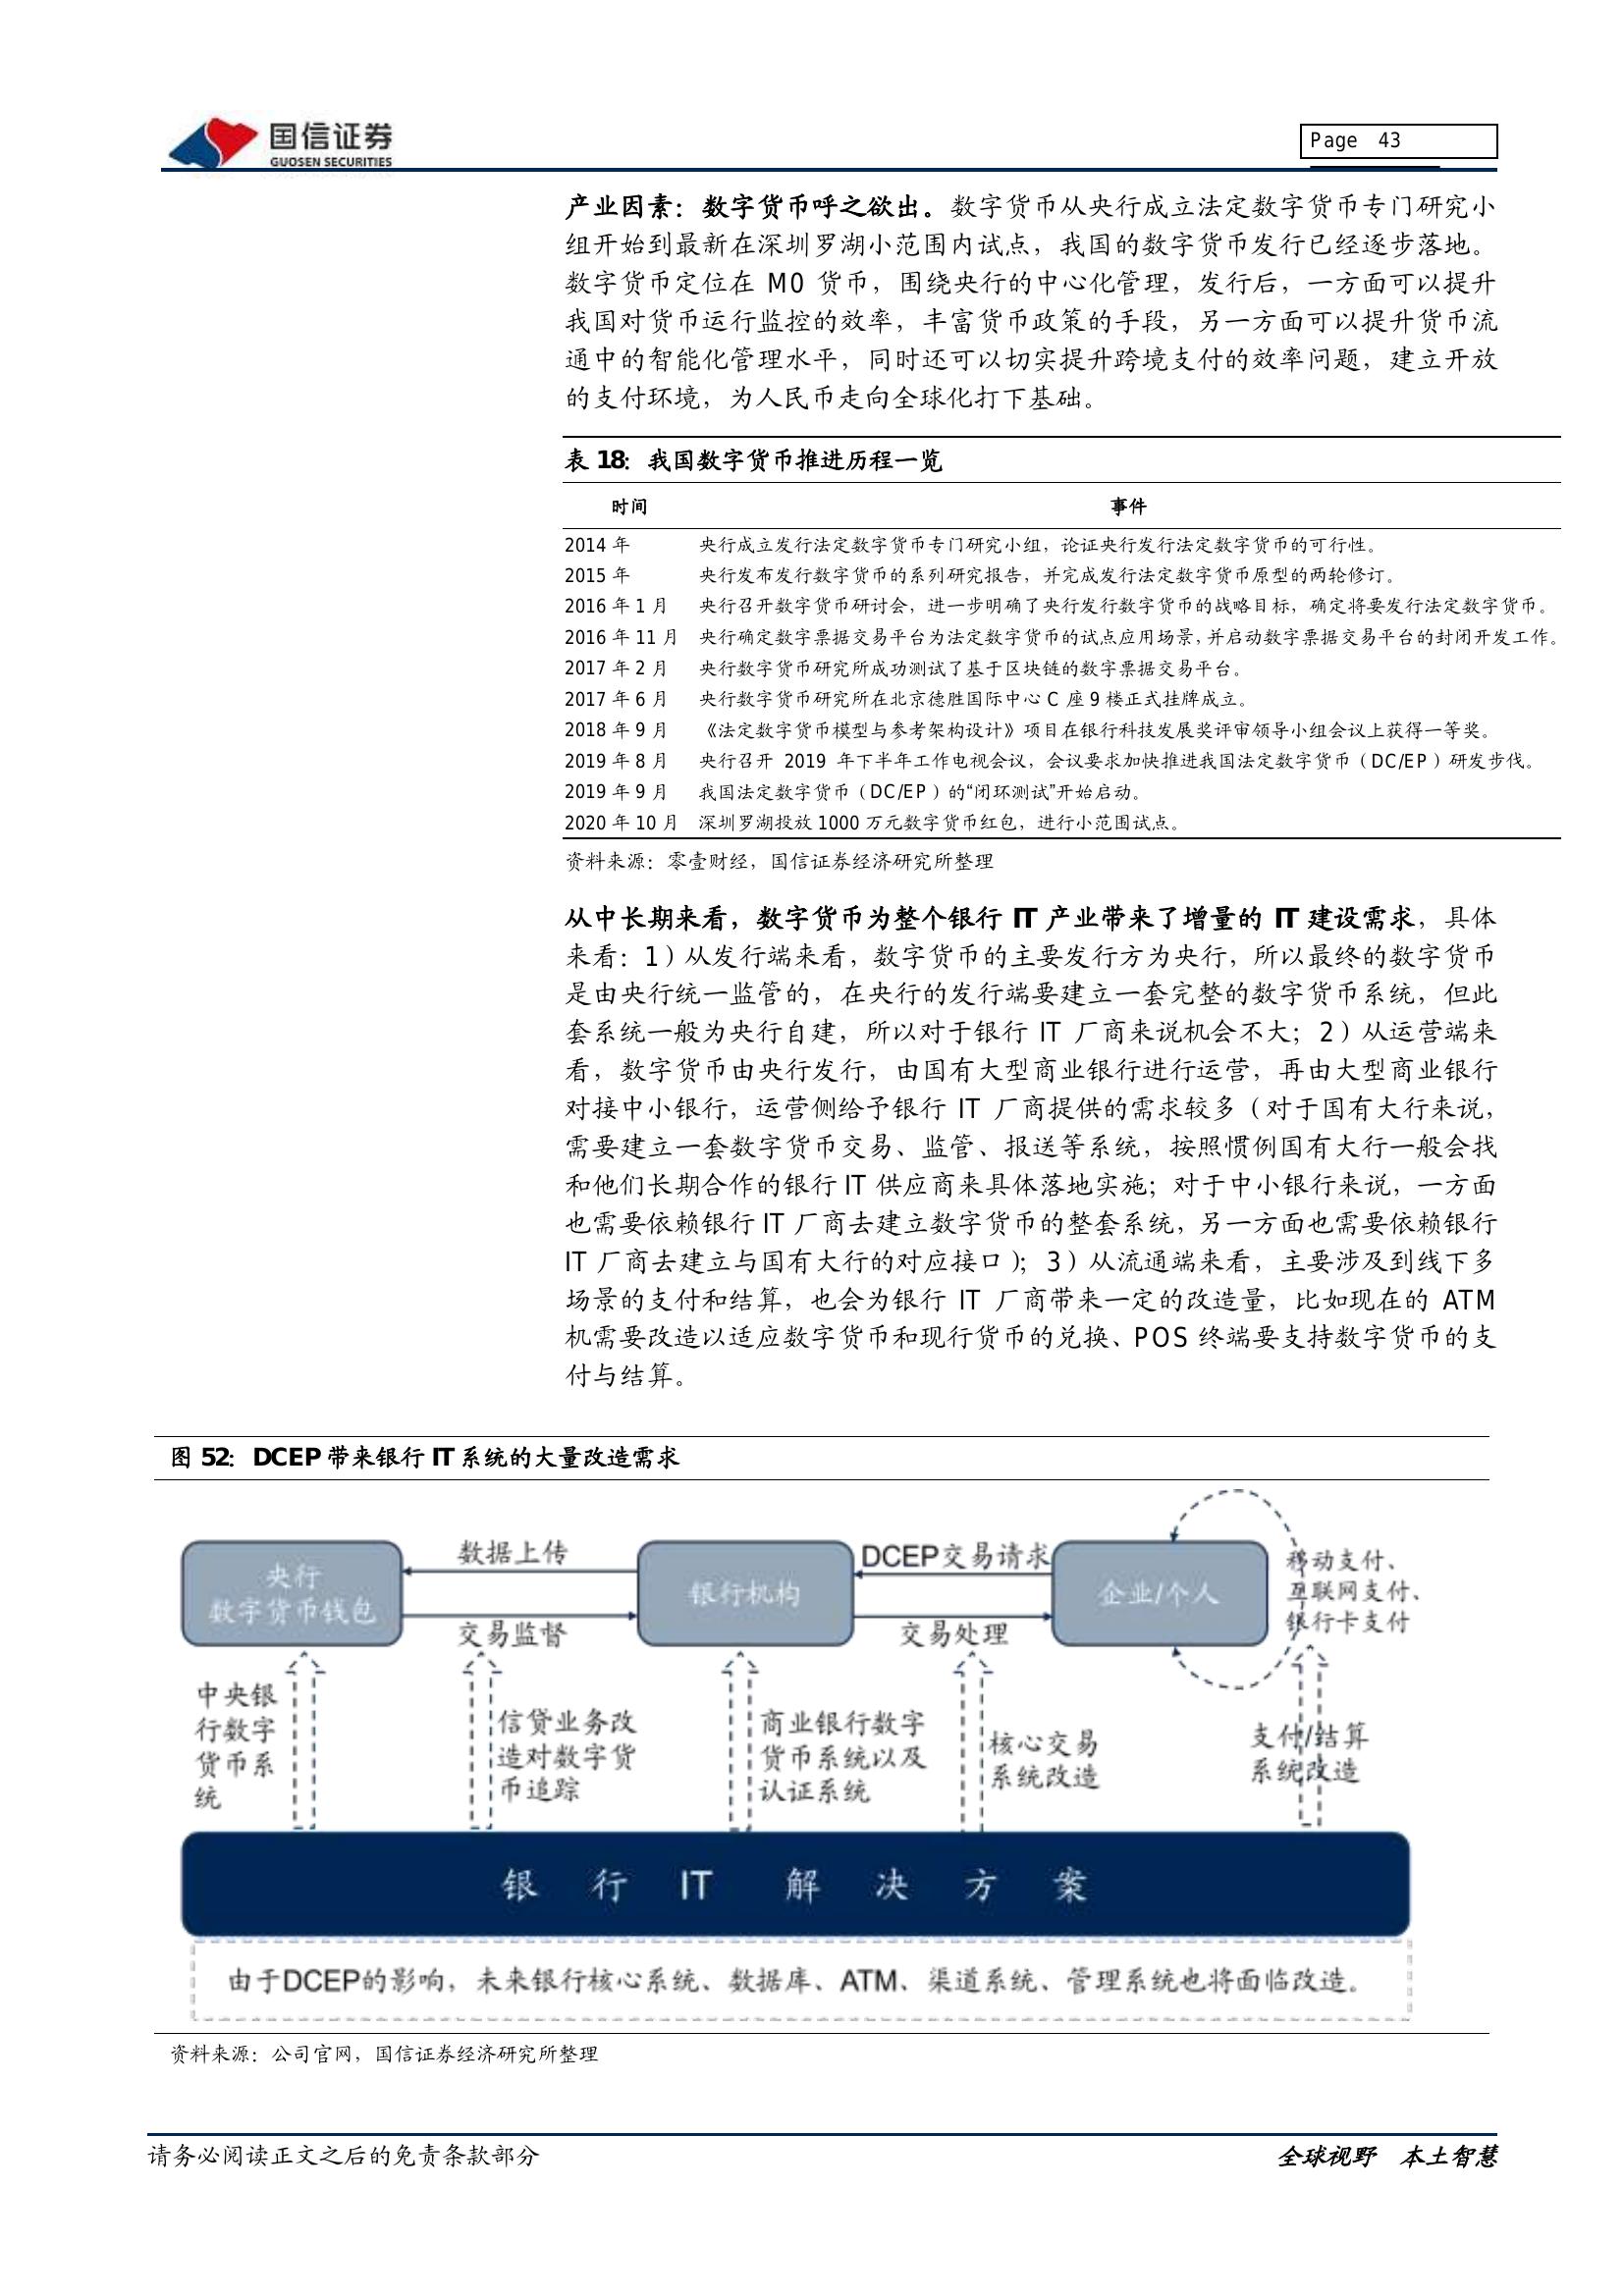 国信证券
GUOSEN SECURITIES
Page 43
产业因素：数字货币呼之欲出。数字货币从央行成立法定数字货币专门研究小
组开始到最新在深圳罗湖小范围内试点，我国的数字货币发行已经逐步落地。
数字货币定位在 M0 货币，围绕央行的中心化管理，发行后，一方面可以提升
我国对货币运行监控的效率，丰富货币政策的手段，另一方面可以提升货币流
通中的智能化管理水平，同时还可以切实提升跨境支付的效率问题，建立开放
的支付环境，为人民币走向全球化打下基础。
表 18：我国数字货币推进历程一览
时间 事件
2014 年 央行成立发行法定数字货币专门研究小组，论证央行发行法定数字货币的可行性。
2015 年 央行发布发行数字货币的系列研究报告，并完成发行法定数字货币原型的两轮修订。
2016 年 1 月 央行召开数字货币研讨会，进一步明确了央行发行数字货币的战略目标，确定将要发行法定数字货币。
2016 年 11 月 央行确定数字票据交易平台为法定数字货币的试点应用场景，并启动数字票据交易平台的封闭开发工作。
2017 年 2 月 央行数字货币研究所成功测试了基于区块链的数字票据交易平台。
2017 年 6 月 央行数字货币研究所在北京德胜国际中心 C 座 9 楼正式挂牌成立。
2018 年 9 月 《法定数字货币模型与参考架构设计》项目在银行科技发展奖评审领导小组会议上获得一等奖。
2019 年 8 月 央行召开 2019 年下半年工作电视会议，会议要求加快推进我国法定数字货币（DC/EP）研发步伐。
2019 年 9 月 我国法定数字货币（DC/EP）的“闭环测试”开始启动。
2020 年 10 月 深圳罗湖投放 1000 万元数字货币红包，进行小范围试点。
资料来源：零壹财经，国信证券经济研究所整理
从中长期来看，数字货币为整个银行 IT 产业带来了增量的 IT 建设需求，具体
来看：1）从发行端来看，数字货币的主要发行方为央行，所以最终的数字货币
是由央行统一监管的，在央行的发行端要建立一套完整的数字货币系统，但此
套系统一般为央行自建，所以对于银行 IT 厂商来说机会不大；2）从运营端来
看，数字货币由央行发行，由国有大型商业银行进行运营，再由大型商业银行
对接中小银行，运营侧给予银行 IT 厂商提供的需求较多（对于国有大行来说，
需要建立一套数字货币交易、监管、报送等系统，按照惯例国有大行一般会找
和他们长期合作的银行 IT 供应商来具体落地实施；对于中小银行来说，一方面
也需要依赖银行 IT 厂商去建立数字货币的整套系统，另一方面也需要依赖银行
IT 厂商去建立与国有大行的对应接口）；3）从流通端来看，主要涉及到线下多
场景的支付和结算，也会为银行 IT 厂商带来一定的改造量，比如现在的 ATM
机需要改造以适应数字货币和现行货币的兑换、POS 终端要支持数字货币的支
付与结算。
图 52：DCEP 带来银行 IT 系统的大量改造需求
央行
数字货币钱包
数据上传
交易监督
银行机构
DCEP交易请求
交易处理
企业/个人
移动支付、
互联网支付、
银行卡支付
中央银
行数字
货币系
统
信贷业务改
造对数字货
币追踪
商业银行数字
货币系统以及
认证系统
核心交易
系统改造
支付/结算
系统改造
银行IT解决方案
由于DCEP的影响，未来银行核心系统、数据库、ATM、渠道系统、管理系统也将面临改造。
资料来源：公司官网，国信证券经济研究所整理
请务必阅读正文之后的免责条款部分
全球视野 本土智慧